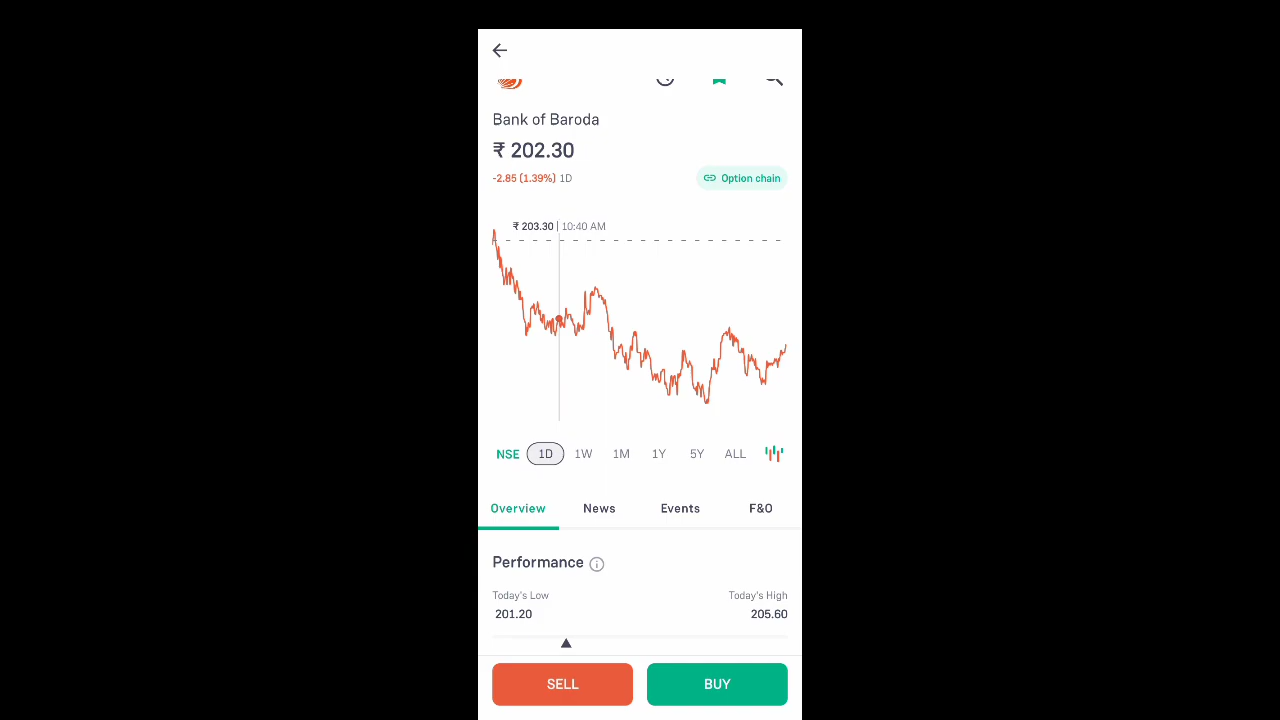 Bank of Baroda
₹ 202.30
-2.85 (1.39%) 1D
Option chain
₹ 203.30 | 10:40 AM
NSE 1D 1W 1M 1Y 5Y ALL
Overview News Events F&O
Performance
Today's Low Today's High
201.20 205.60
SELL BUY